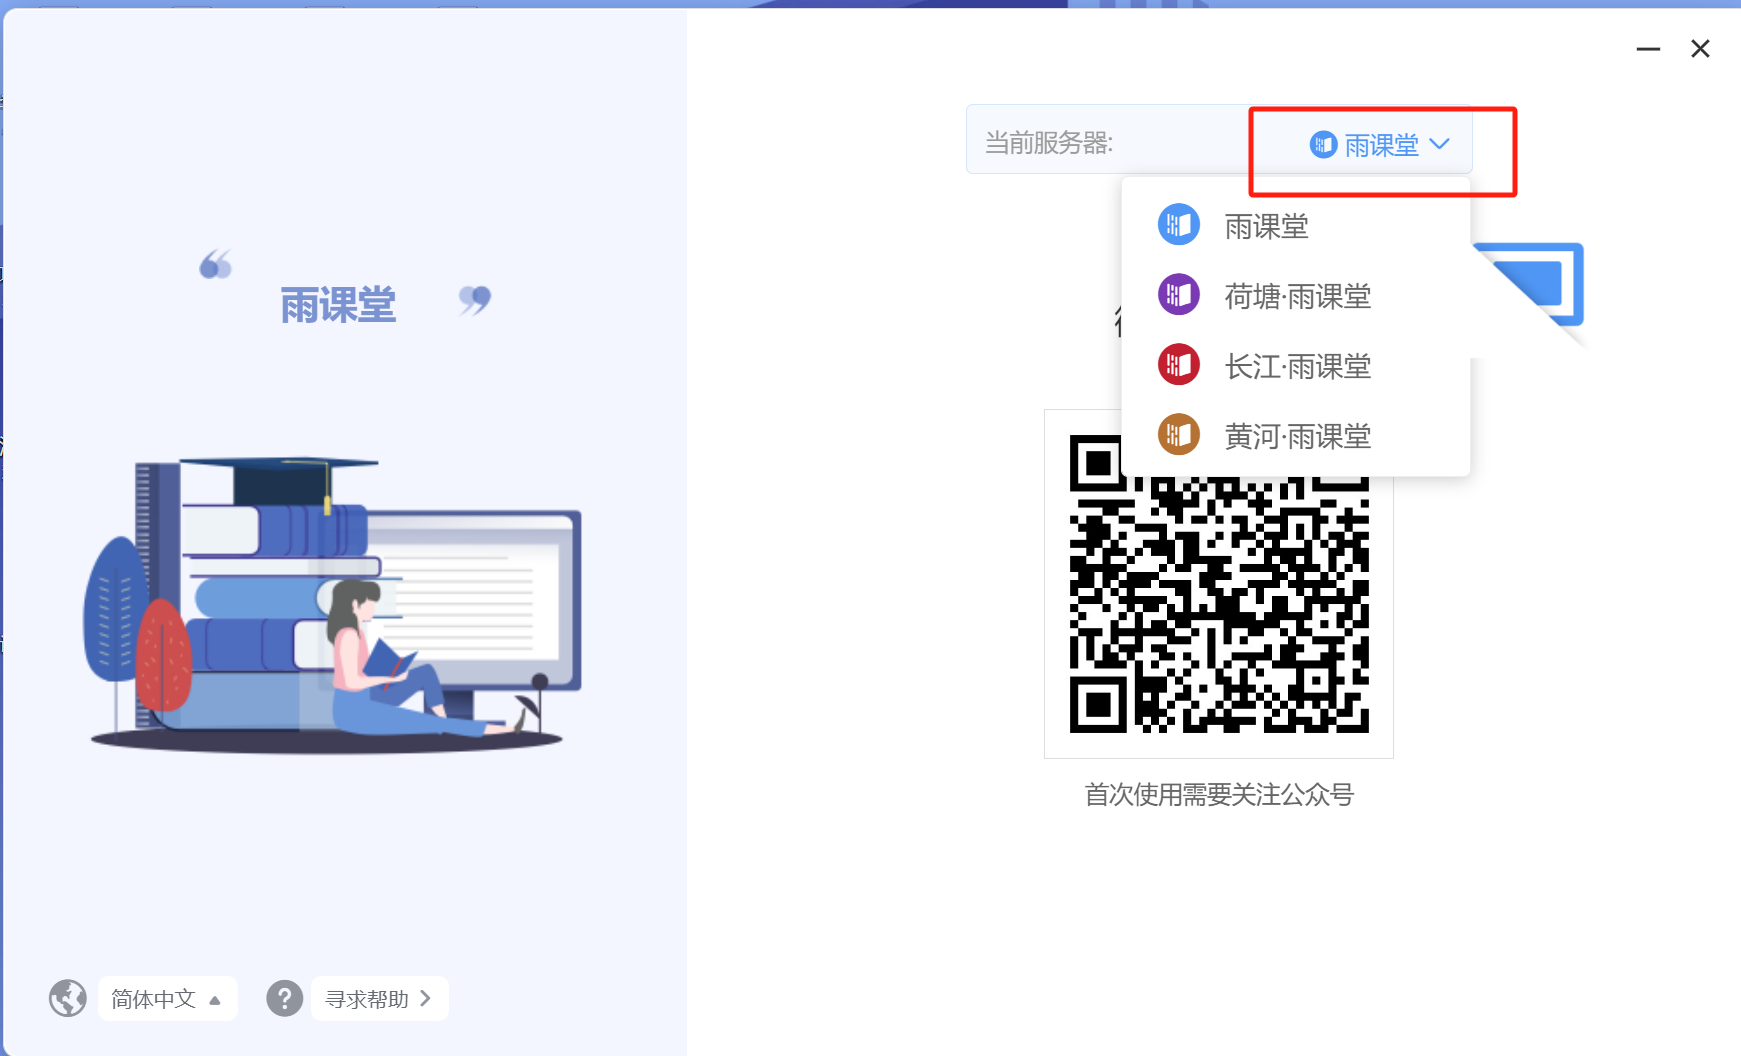 当前服务器:
雨课堂
雨课堂
荷塘·雨课堂
长江·雨课堂
黄河·雨课堂
“
雨课堂
”
首次使用需要关注公众号
简体中文
? 寻求帮助